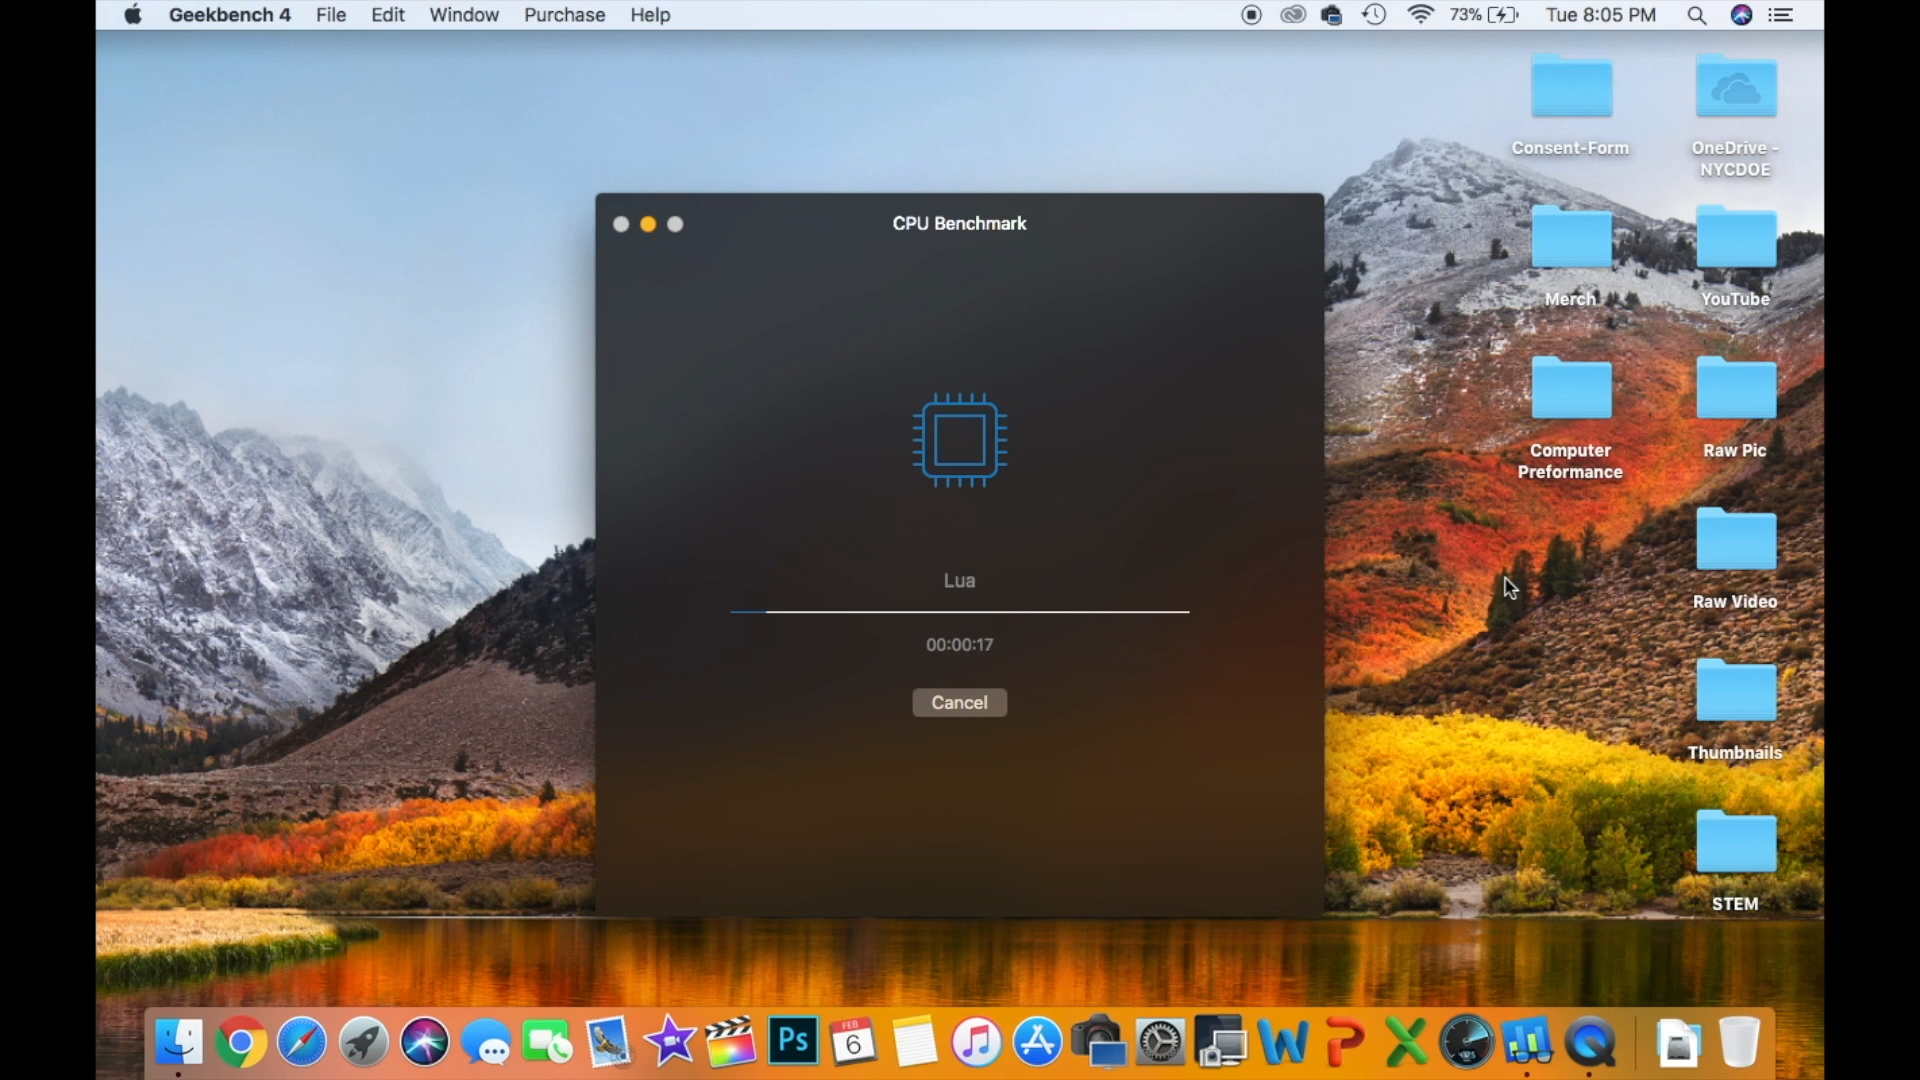 Geekbench 4 File Edit Window Purchase Help 73% Tue 8:05 PM
Consent-Form
OneDrive -
NYCDOE
CPU Benchmark
Merch
YouTube
Computer
Preformance
Raw Pic
Lua
Raw Video
00:00:17
Cancel
Thumbnails
STEM
Ps
FEB
6